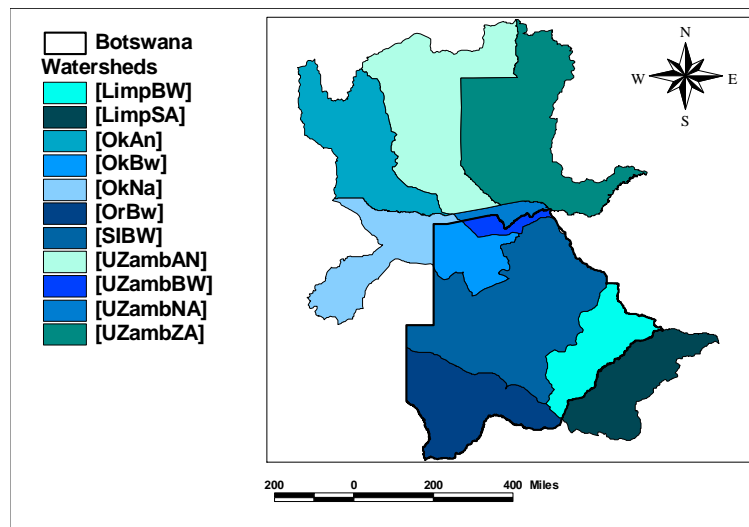 Botswana
Watersheds
[LimpBW]
[LimpSA]
[OkAn]
[OkBw]
[OkNa]
[OrBw]
[SIBW]
[UZambAN]
[UZambBW]
[UZambNA]
[UZambZA]
N
W E
S
200 0 200 400 Miles